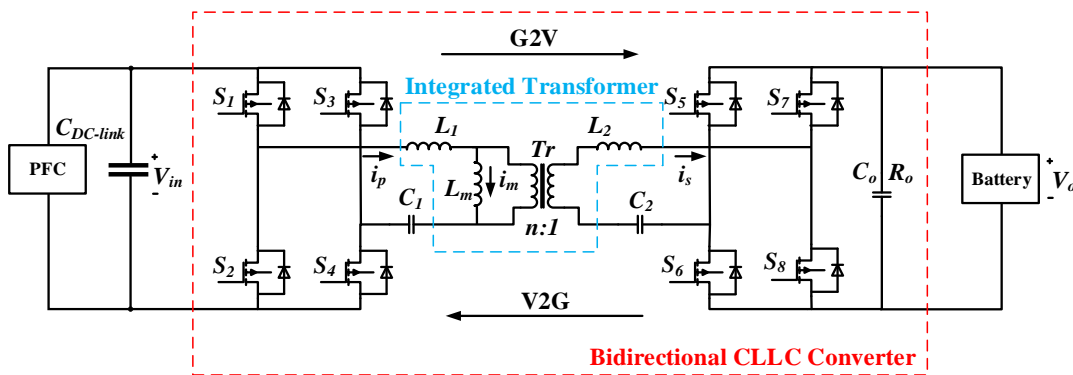 G2V
Integrated Transformer
S1
S3
S5
S7
CDC-link
L1
L2
Tr
PFC
Vin
ip
Lm
im
is
Co
Ro
Battery
Vo
C1
C2
n:1
S2
S4
S6
S8
V2G
Bidirectional CLLC Converter
+
-
+
-